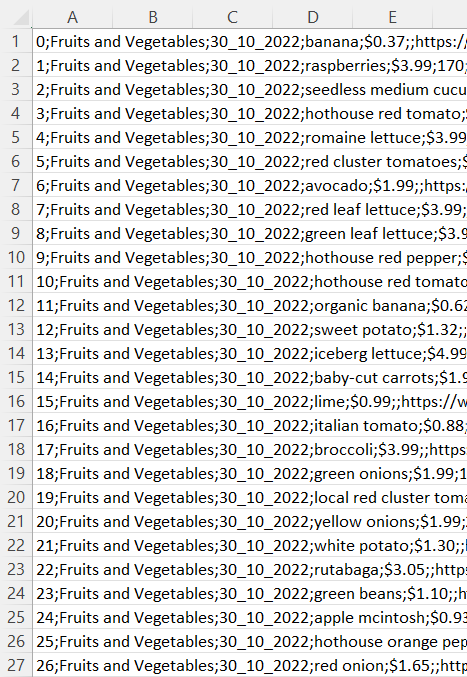 A B C D E
1 0;Fruits and Vegetables;30_10_2022;banana;$0.37;;https:/
2 1;Fruits and Vegetables;30_10_2022;raspberries;$3.99;170;
3 2;Fruits and Vegetables;30_10_2022;seedless medium cucu
4 3;Fruits and Vegetables;30_10_2022;hothouse red tomato;
5 4;Fruits and Vegetables;30_10_2022;romaine lettuce;$3.99
6 5;Fruits and Vegetables;30_10_2022;red cluster tomatoes;$
7 6;Fruits and Vegetables;30_10_2022;avocado;$1.99;;https:
8 7;Fruits and Vegetables;30_10_2022;red leaf lettuce;$3.99;
9 8;Fruits and Vegetables;30_10_2022;green leaf lettuce;$3.9
10 9;Fruits and Vegetables;30_10_2022;hothouse red pepper;$
11 10;Fruits and Vegetables;30_10_2022;hothouse red tomato
12 11;Fruits and Vegetables;30_10_2022;organic banana;$0.62
13 12;Fruits and Vegetables;30_10_2022;sweet potato;$1.32;;
14 13;Fruits and Vegetables;30_10_2022;iceberg lettuce;$4.99
15 14;Fruits and Vegetables;30_10_2022;baby-cut carrots;$1.9
16 15;Fruits and Vegetables;30_10_2022;lime;$0.99;;https://w
17 16;Fruits and Vegetables;30_10_2022;italian tomato;$0.88;
18 17;Fruits and Vegetables;30_10_2022;broccoli;$3.99;;https
19 18;Fruits and Vegetables;30_10_2022;green onions;$1.99;1
20 19;Fruits and Vegetables;30_10_2022;local red cluster toma
21 20;Fruits and Vegetables;30_10_2022;yellow onions;$1.99;
22 21;Fruits and Vegetables;30_10_2022;white potato;$1.30;;
23 22;Fruits and Vegetables;30_10_2022;rutabaga;$3.05;;http
24 23;Fruits and Vegetables;30_10_2022;green beans;$1.10;;h
25 24;Fruits and Vegetables;30_10_2022;apple mcintosh;$0.93
26 25;Fruits and Vegetables;30_10_2022;hothouse orange pep
27 26;Fruits and Vegetables;30_10_2022;red onion;$1.65;;http